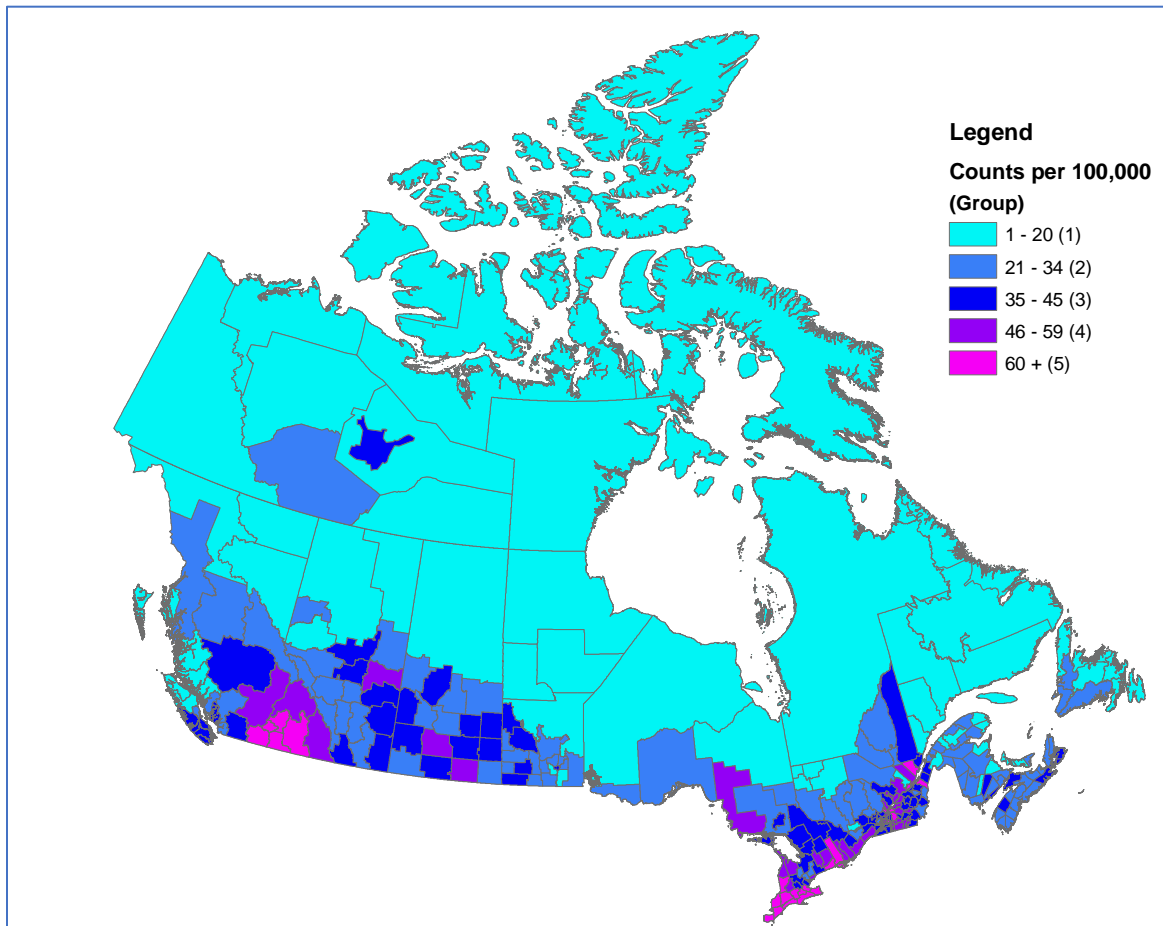 Legend
Counts per 100,000
(Group)
1 - 20 (1)
21 - 34 (2)
35 - 45 (3)
46 - 59 (4)
60 + (5)